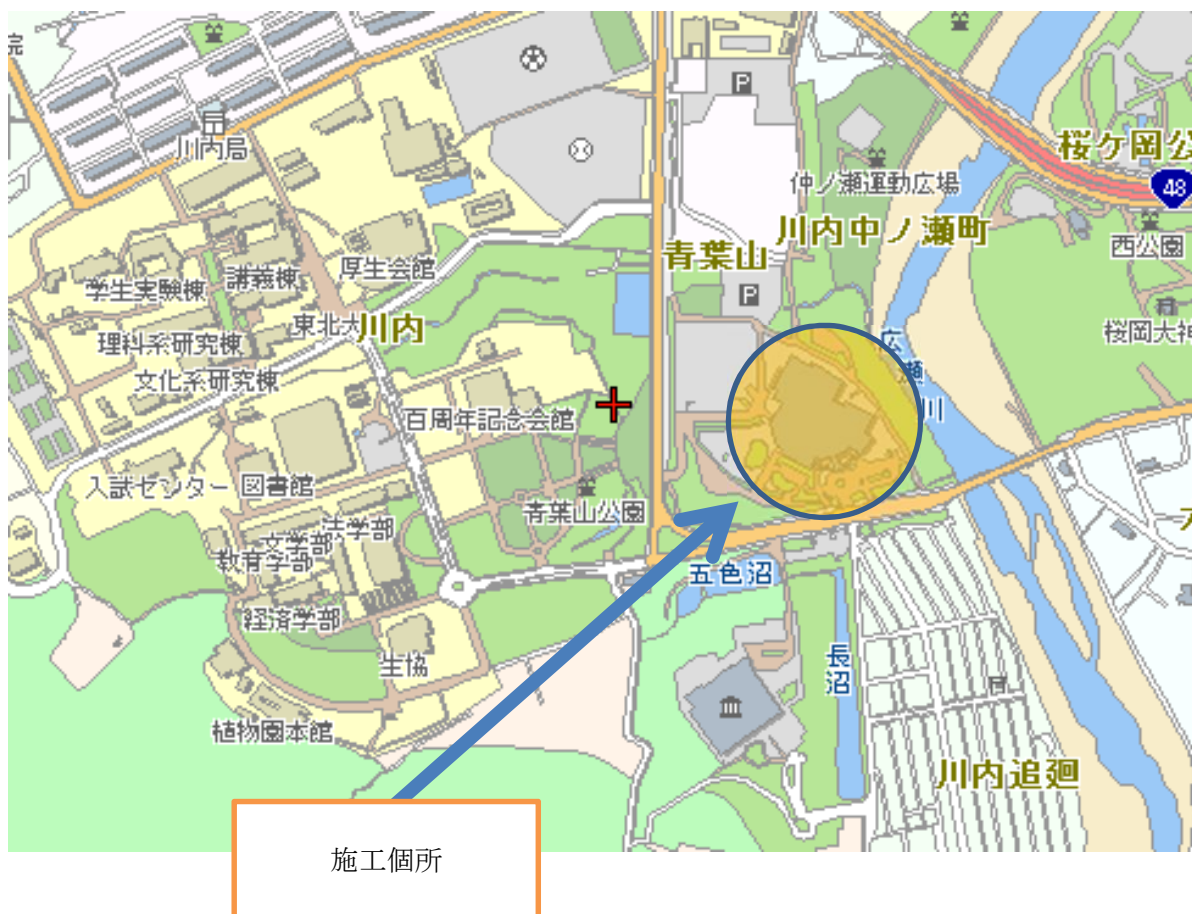 院
川内局
桜ケ岡公
48
仲ノ瀬運動広場
川内中ノ瀬町
西公園
青葉山
P
P
厚生会館
講義棟
学生実験棟
東北大
川内
理科系研究棟
文化系研究棟
桜岡大神
広瀬川
百周年記念会館
入試センター
図書館
青葉山公園
法学部
文学部
教育学部
五色沼
経済学部
生協
長沼
植物園本館
川内追廻
施工個所